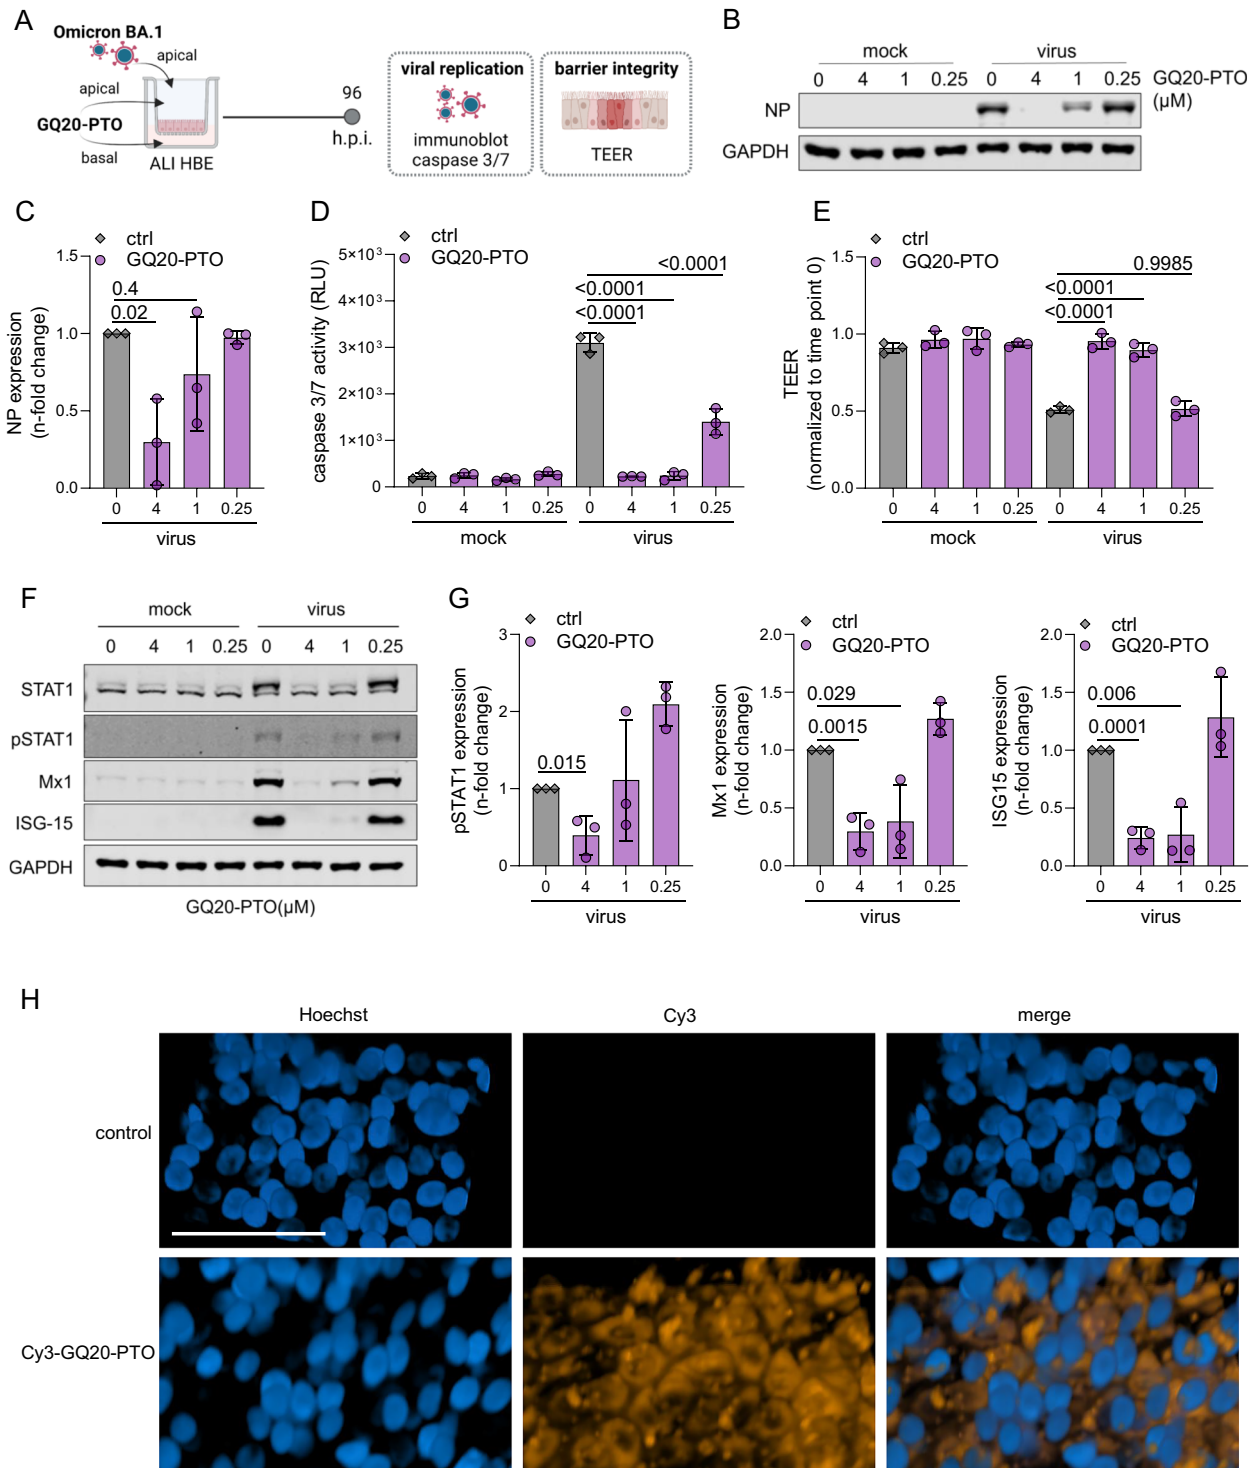 A
Omicron BA.1
apical
apical
GQ20-PTO
basal
ALI HBE
96
h.p.i.
viral replication
immunoblot
caspase 3/7
barrier integrity
TEER
B
mock virus
0 4 1 0.25 0 4 1 0.25 GQ20-PTO
(µM)
NP
GAPDH
C
ctrl
GQ20-PTO
NP expression
(n-fold change)
1.5
1.0
0.5
0.0
0.4
0.02
0 4 1 0.25
virus
D
ctrl
GQ20-PTO
caspase 3/7 activity (RLU)
5×10³
4×10³
3×10³
2×10³
1×10³
0
<0.0001
<0.0001
<0.0001
0 4 1 0.25 0 4 1 0.25
mock virus
E
ctrl
GQ20-PTO
TEER
(normalized to time point 0)
1.5
1.0
0.5
0.0
0.9985
<0.0001
<0.0001
0 4 1 0.25 0 4 1 0.25
mock virus
F
mock virus
0 4 1 0.25 0 4 1 0.25
STAT1
pSTAT1
Mx1
ISG-15
GAPDH
GQ20-PTO(µM)
G
ctrl
GQ20-PTO
pSTAT1 expression
(n-fold change)
3
2
1
0
0.015
0 4 1 0.25
virus
ctrl
GQ20-PTO
Mx1 expression
(n-fold change)
2.0
1.5
1.0
0.5
0.0
0.029
0.0015
0 4 1 0.25
virus
ctrl
GQ20-PTO
ISG15 expression
(n-fold change)
2.0
1.5
1.0
0.5
0.0
0.006
0.0001
0 4 1 0.25
virus
H
Hoechst Cy3 merge
control
Cy3-GQ20-PTO